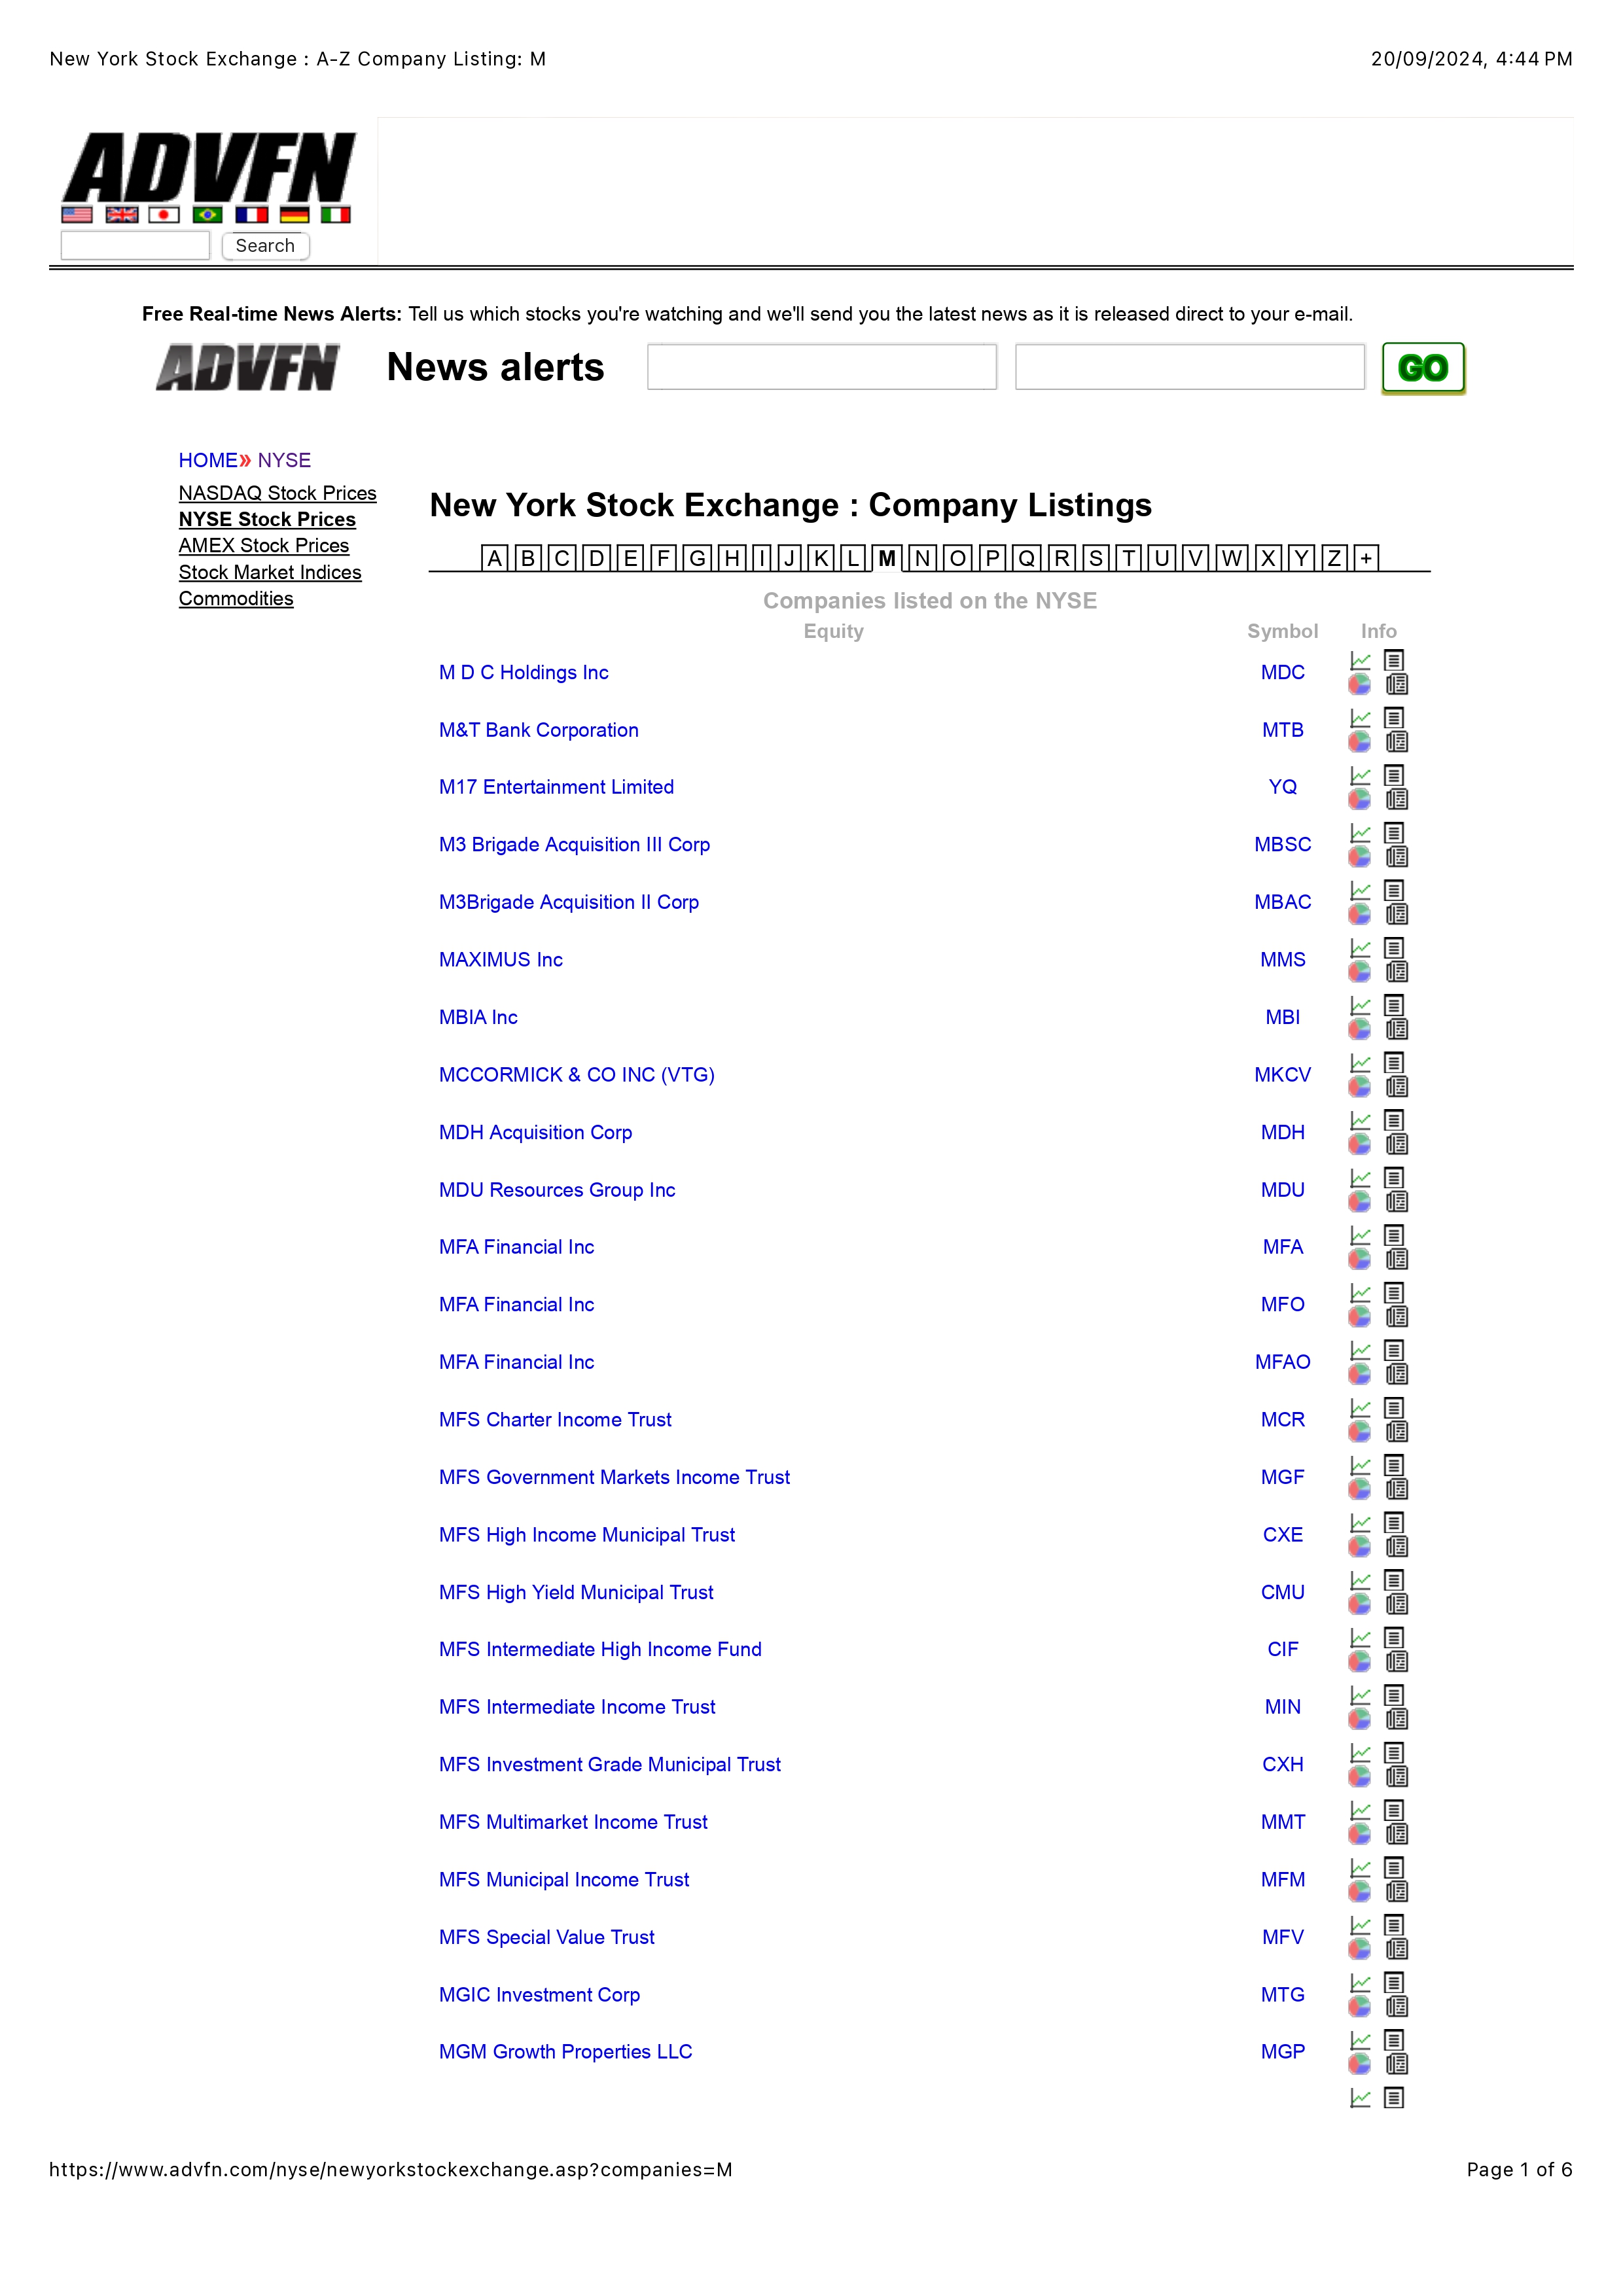 New York Stock Exchange : A-Z Company Listing: M 20/09/2024, 4:44 PM
ADVFN
Search
Free Real-time News Alerts: Tell us which stocks you're watching and we'll send you the latest news as it is released direct to your e-mail.
ADVFN News alerts GO
HOME» NYSE
NASDAQ Stock Prices
NYSE Stock Prices
AMEX Stock Prices
Stock Market Indices
Commodities
New York Stock Exchange : Company Listings
A B C D E F G H I J K L M N O P Q R S T U V W X Y Z +
Companies listed on the NYSE
Equity Symbol Info
M D C Holdings Inc MDC
M&T Bank Corporation MTB
M17 Entertainment Limited YQ
M3 Brigade Acquisition III Corp MBSC
M3Brigade Acquisition II Corp MBAC
MAXIMUS Inc MMS
MBIA Inc MBI
MCCORMICK & CO INC (VTG) MKCV
MDH Acquisition Corp MDH
MDU Resources Group Inc MDU
MFA Financial Inc MFA
MFA Financial Inc MFO
MFA Financial Inc MFAO
MFS Charter Income Trust MCR
MFS Government Markets Income Trust MGF
MFS High Income Municipal Trust CXE
MFS High Yield Municipal Trust CMU
MFS Intermediate High Income Fund CIF
MFS Intermediate Income Trust MIN
MFS Investment Grade Municipal Trust CXH
MFS Multimarket Income Trust MMT
MFS Municipal Income Trust MFM
MFS Special Value Trust MFV
MGIC Investment Corp MTG
MGM Growth Properties LLC MGP
https://www.advfn.com/nyse/newyorkstockexchange.asp?companies=M Page 1 of 6